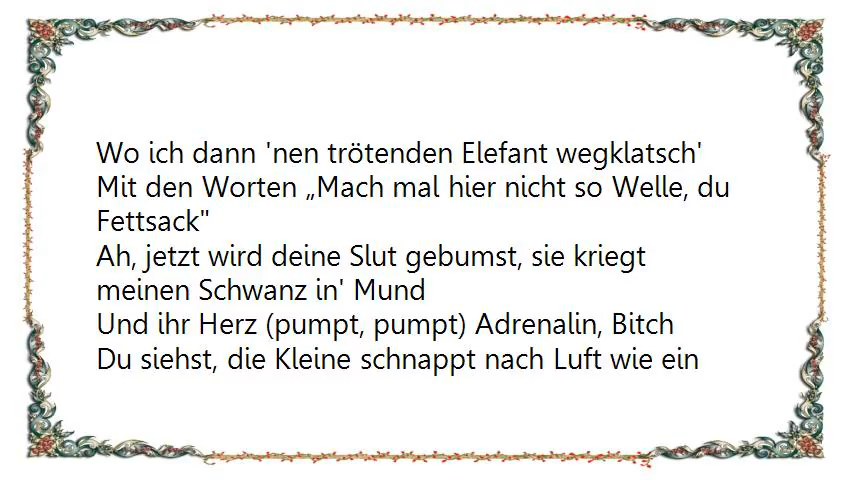 Wo ich dann 'nen trötenden Elefant wegklatsch'
Mit den Worten „Mach mal hier nicht so Welle, du
Fettsack"
Ah, jetzt wird deine Slut gebumst, sie kriegt
meinen Schwanz in' Mund
Und ihr Herz (pumpt, pumpt) Adrenalin, Bitch
Du siehst, die Kleine schnappt nach Luft wie ein